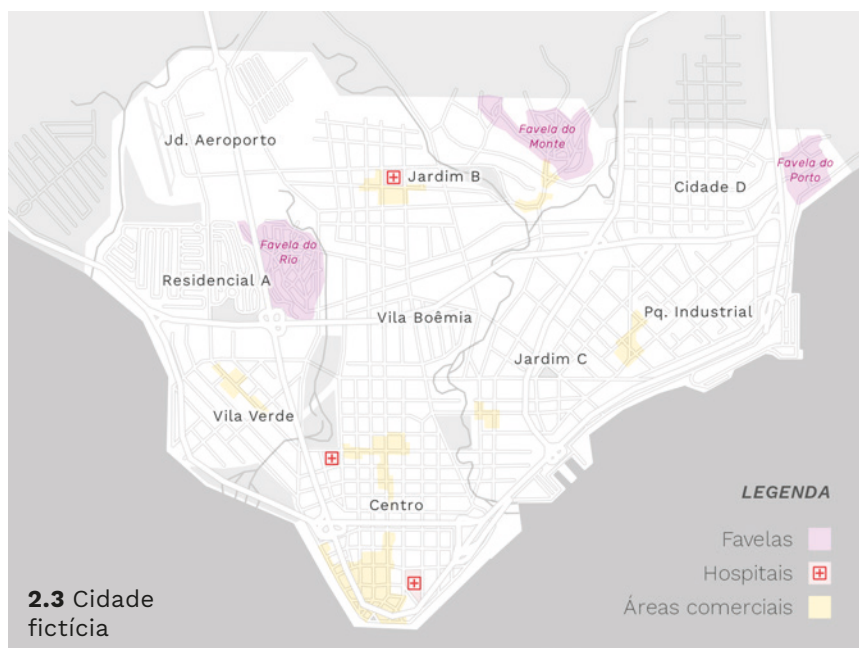 Jd. Aeroporto
Favela do
Monte
Jardim B
Favela do
Porto
Cidade D
Favela do
Rio
Residencial A
Vila Boêmia
Pq. Industrial
Jardim C
Vila Verde
Centro
LEGENDA
Favelas
Hospitais
Áreas comerciais
2.3 Cidade
fictícia